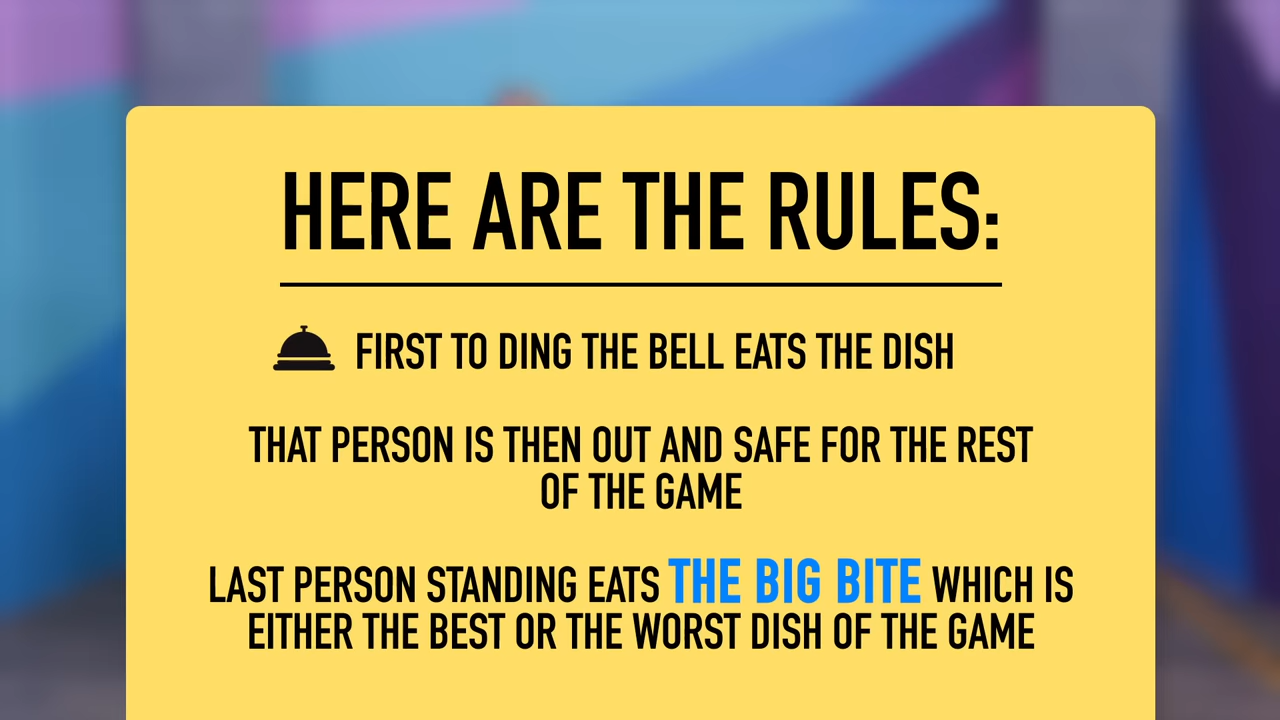 HERE ARE THE RULES:
FIRST TO DING THE BELL EATS THE DISH
THAT PERSON IS THEN OUT AND SAFE FOR THE REST
OF THE GAME
LAST PERSON STANDING EATS THE BIG BITE WHICH IS
EITHER THE BEST OR THE WORST DISH OF THE GAME